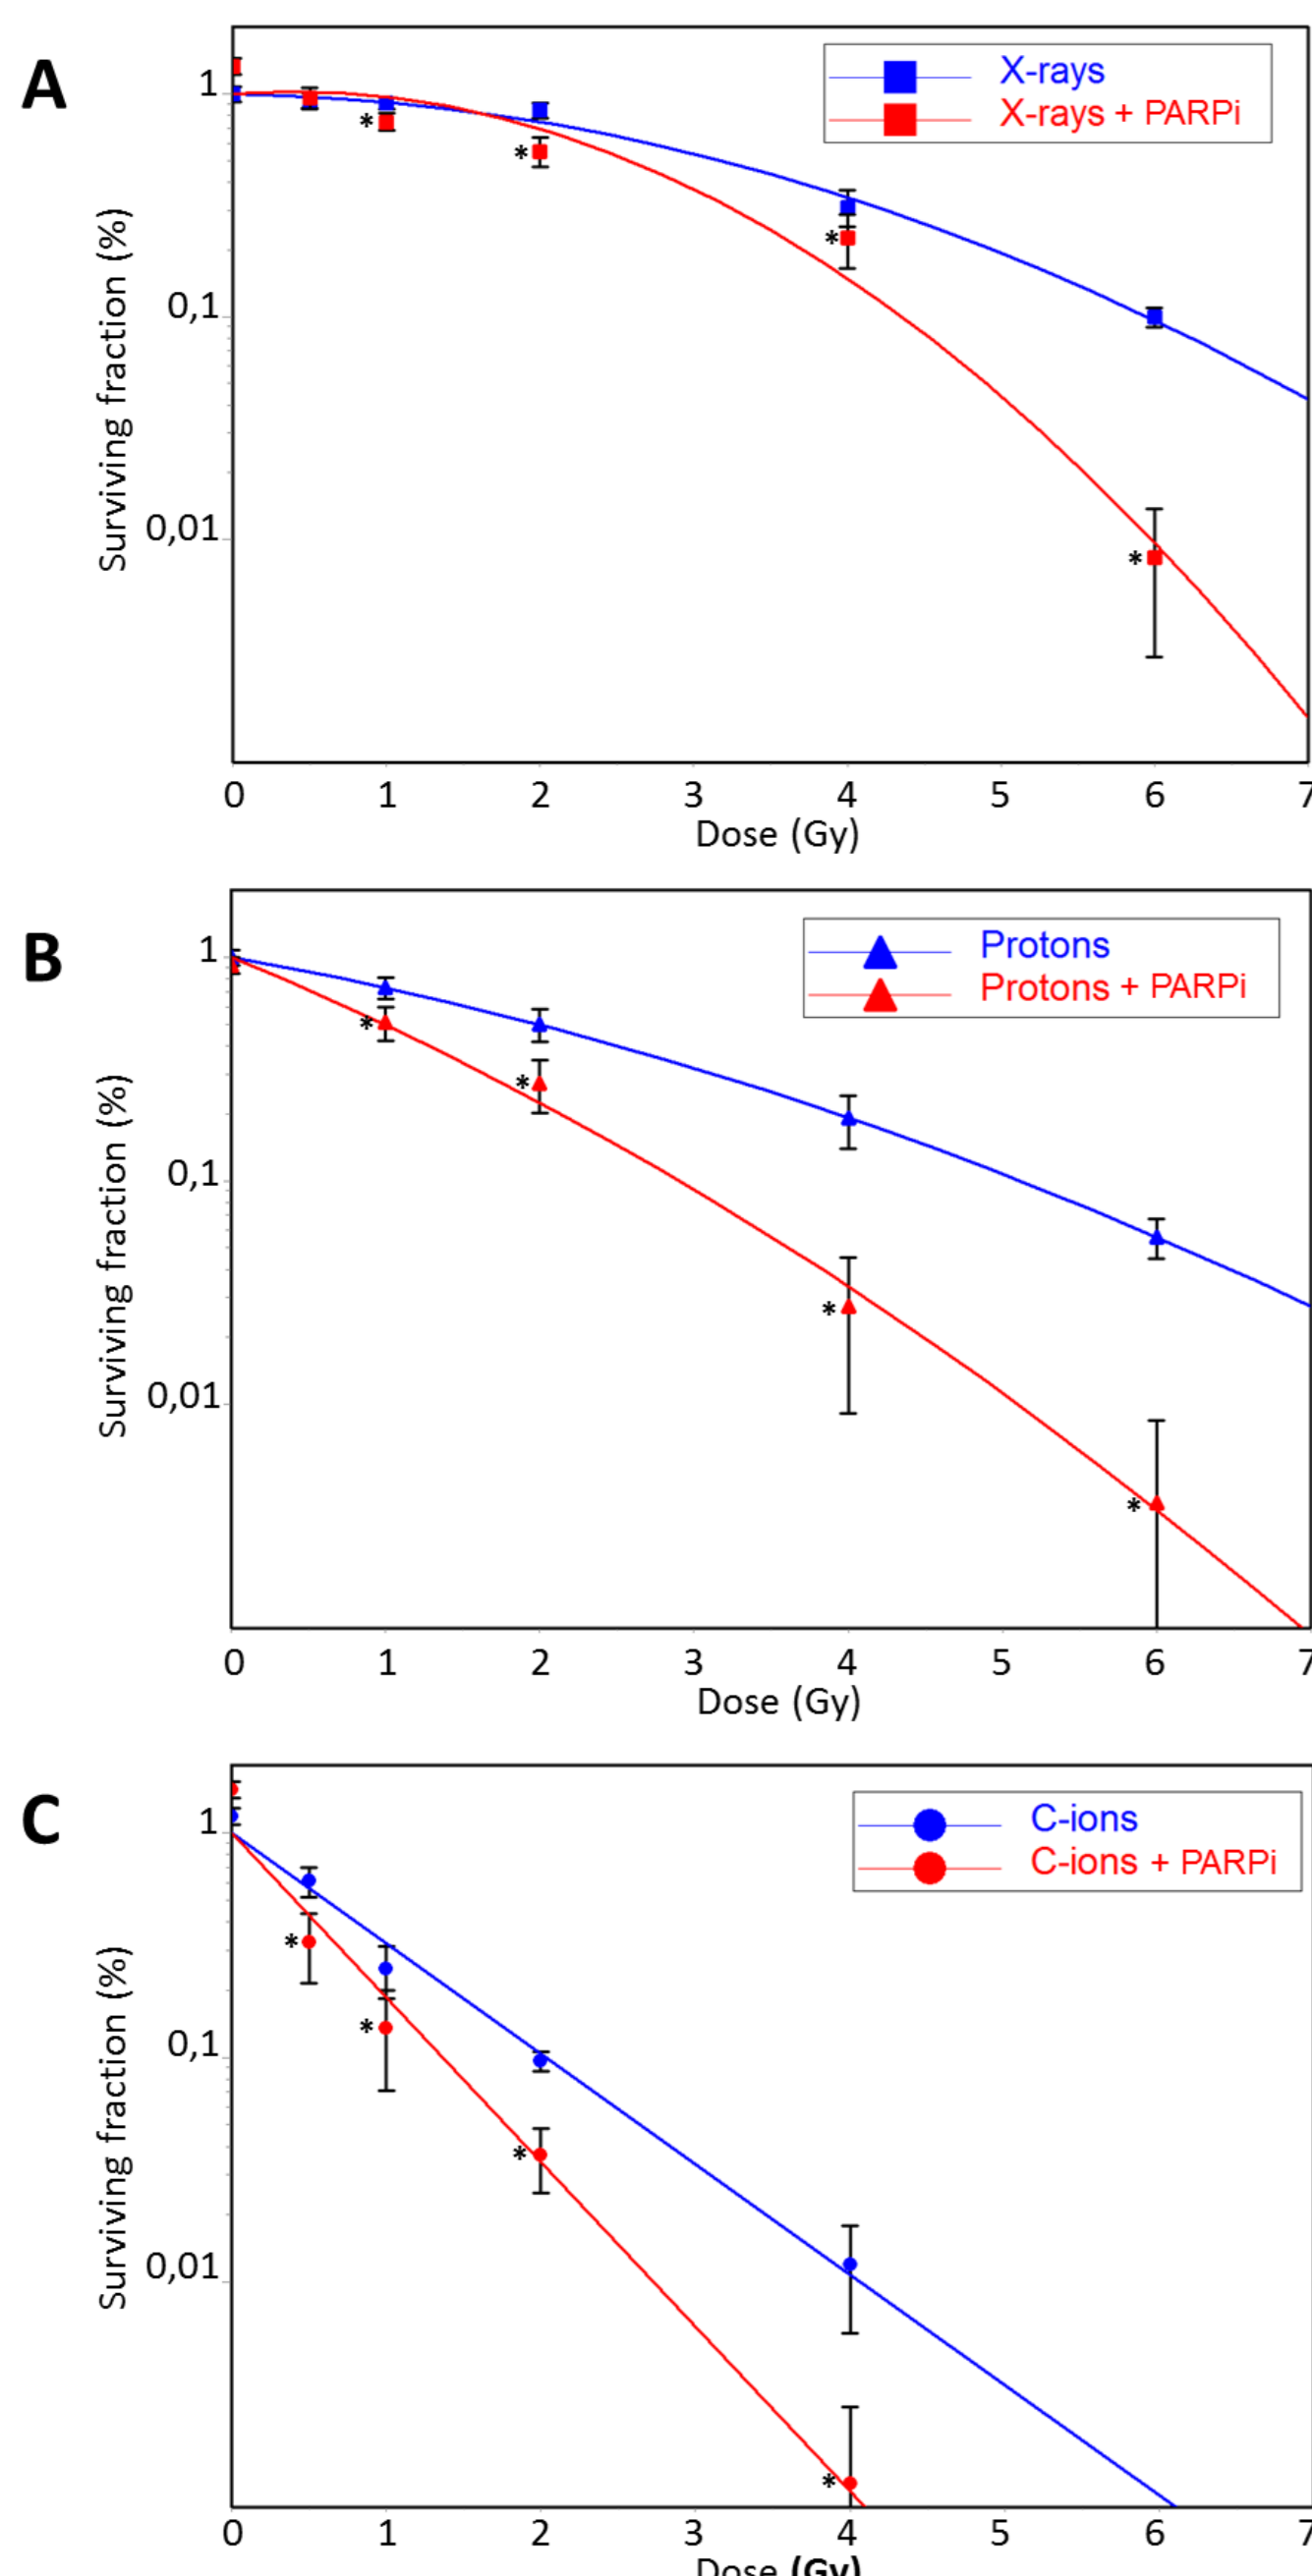 A
X-rays
X-rays + PARPi
1
0,1
0,01
Surviving fraction (%)
*
*
*
*
0 1 2 3 4 5 6 7
Dose (Gy)
B
Protons
Protons + PARPi
1
0,1
0,01
Surviving fraction (%)
*
*
*
*
0 1 2 3 4 5 6 7
Dose (Gy)
C
C-ions
C-ions + PARPi
1
0,1
0,01
Surviving fraction (%)
*
*
*
*
0 1 2 3 4 5 6 7
Dose (Gy)